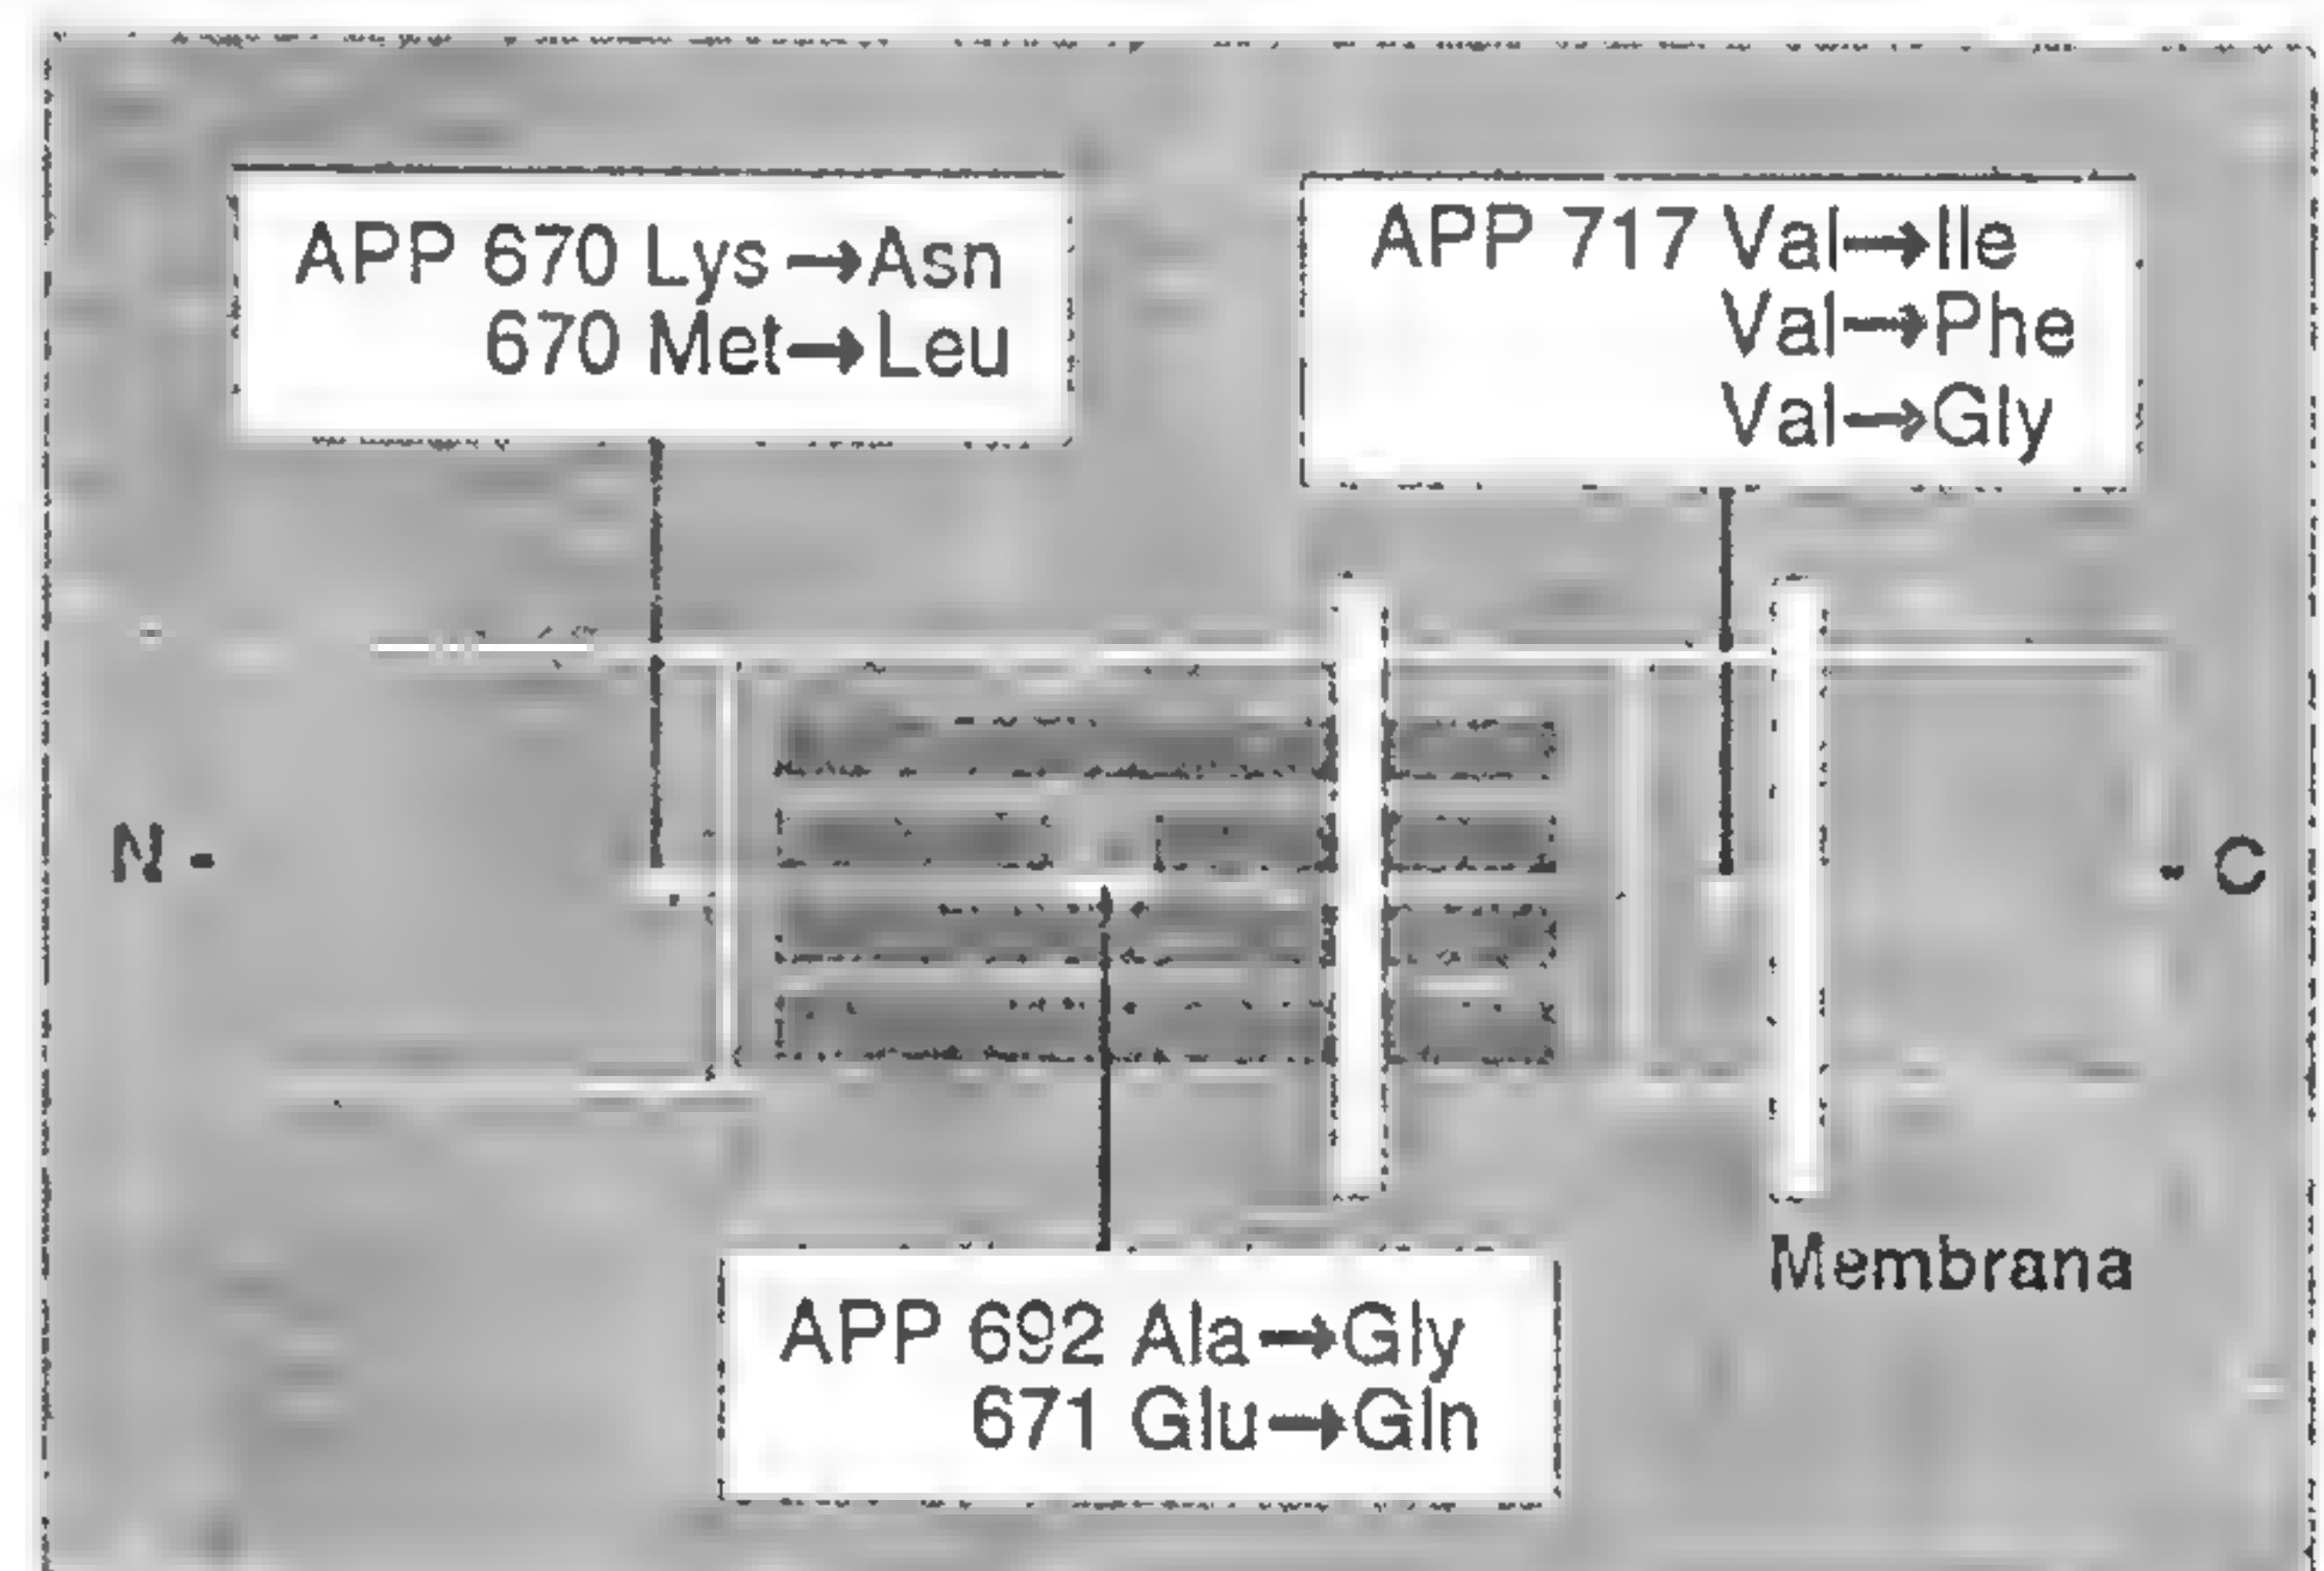 APP 670 Lys→Asn
670 Met→Leu
APP 717 Val→Ile
Val→Phe
Val→Gly
N -
- C
Membrana
APP 692 Ala→Gly
671 Glu→Gln